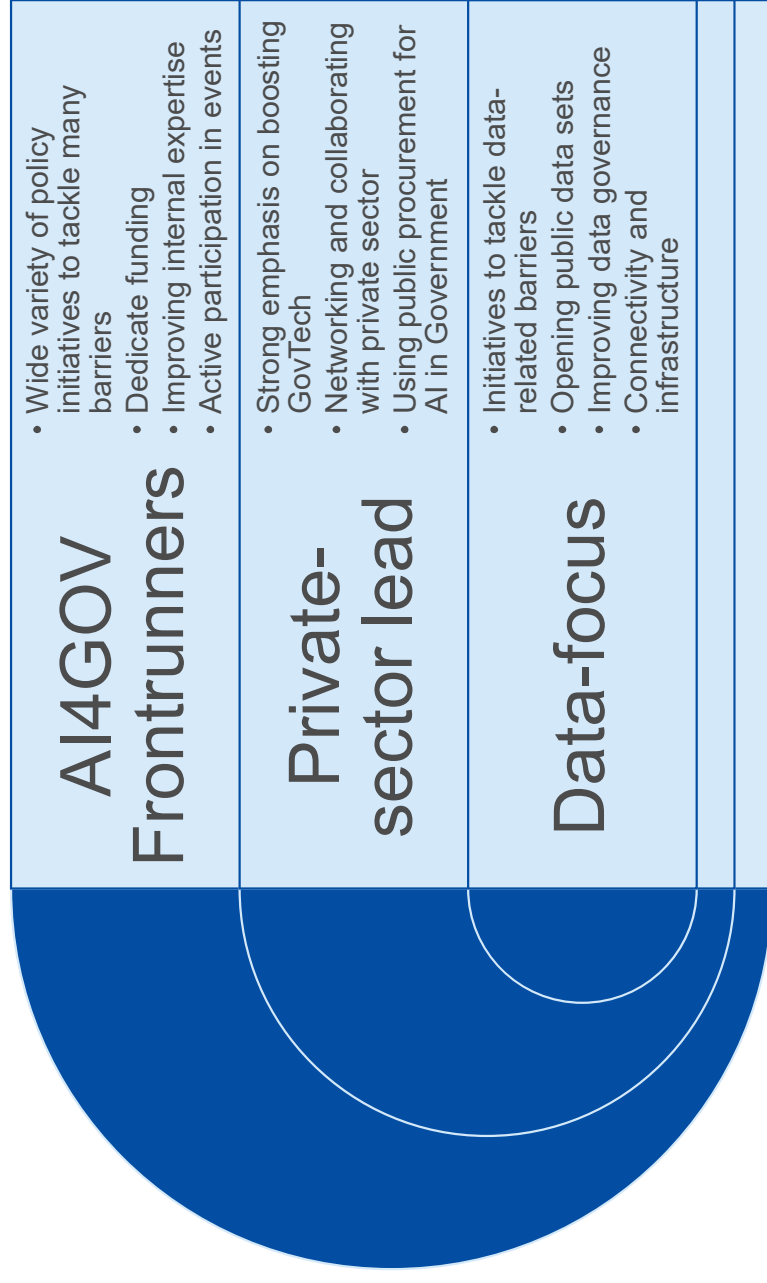 AI4GOV
Frontrunners
• Wide variety of policy
initiatives to tackle many
barriers
• Dedicate funding
• Improving internal expertise
• Active participation in events
Private-
sector lead
• Strong emphasis on boosting
GovTech
• Networking and collaborating
with private sector
• Using public procurement for
AI in Government
Data-focus
• Initiatives to tackle data-
related barriers
• Opening public data sets
• Improving data governance
• Connectivity and
infrastructure